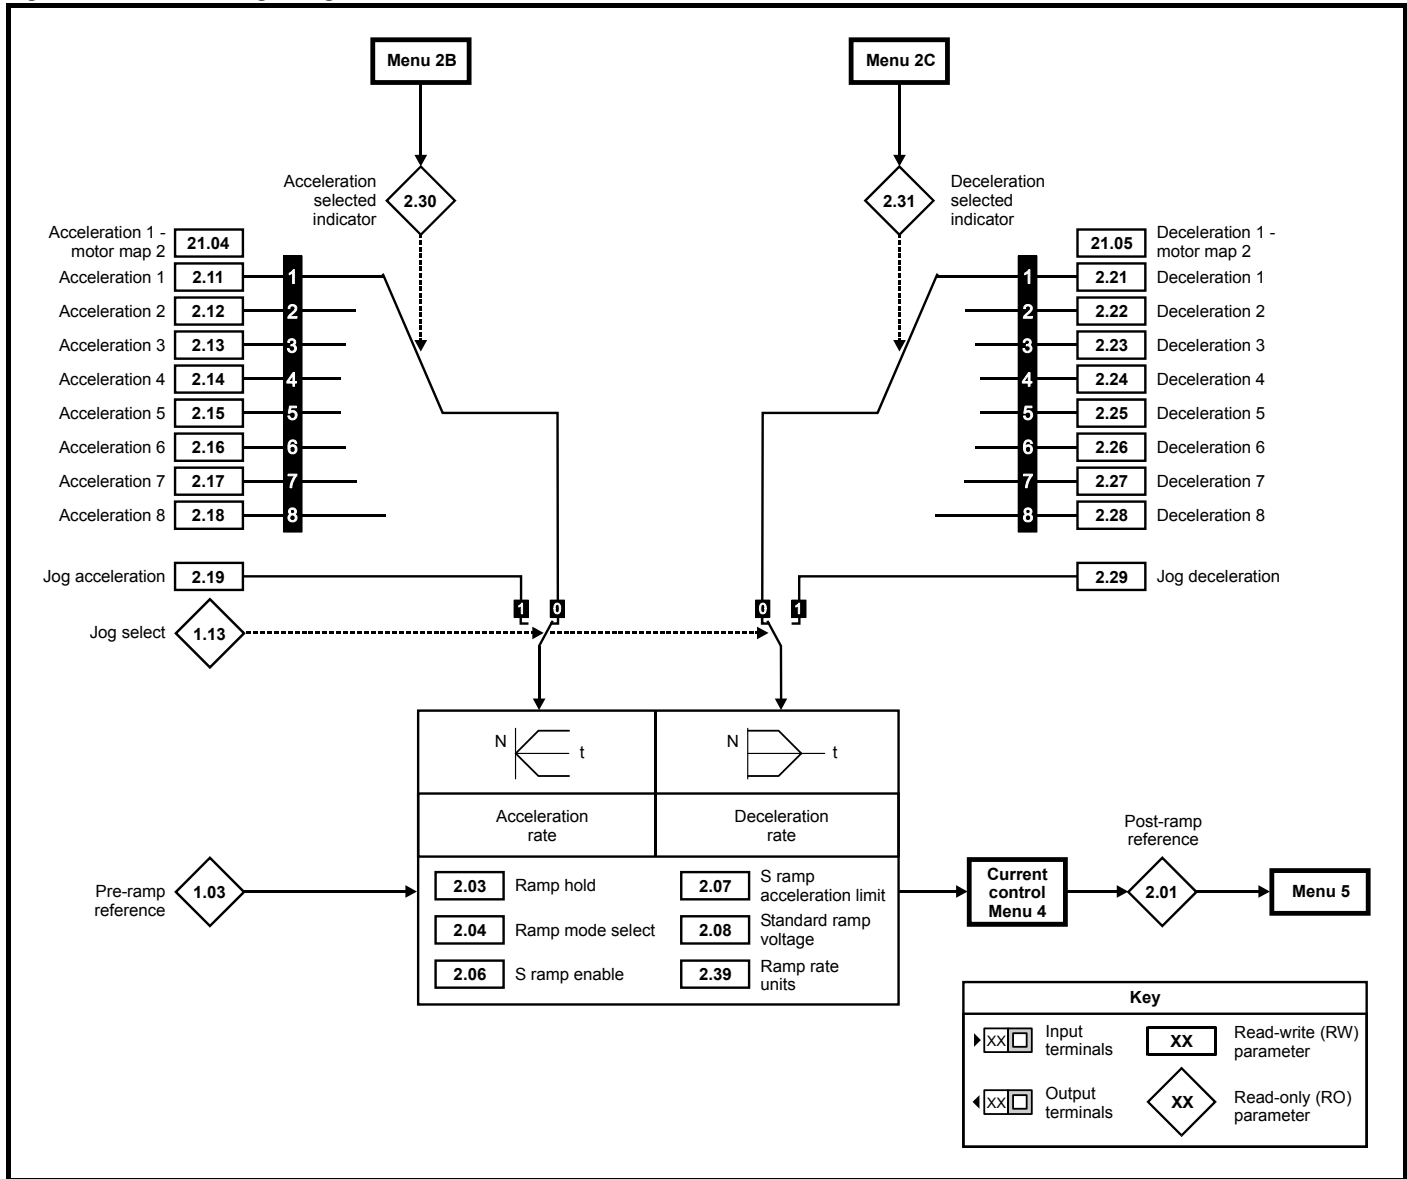 Menu 2B
Menu 2C
Acceleration
selected
indicator
2.30
2.31
Deceleration
selected
indicator
Acceleration 1 -
motor map 2
21.04
21.05
Deceleration 1 -
motor map 2
Acceleration 1 2.11 1
1 2.21 Deceleration 1
Acceleration 2 2.12 2
2 2.22 Deceleration 2
Acceleration 3 2.13 3
3 2.23 Deceleration 3
Acceleration 4 2.14 4
4 2.24 Deceleration 4
Acceleration 5 2.15 5
5 2.25 Deceleration 5
Acceleration 6 2.16 6
6 2.26 Deceleration 6
Acceleration 7 2.17 7
7 2.27 Deceleration 7
Acceleration 8 2.18 8
8 2.28 Deceleration 8
Jog acceleration 2.19
2.29 Jog deceleration
1 0
0 1
Jog select 1.13
N t
N t
Acceleration
rate
Deceleration
rate
Pre-ramp
reference
1.03
2.03 Ramp hold
2.04 Ramp mode select
2.06 S ramp enable
2.07 S ramp
acceleration limit
2.08 Standard ramp
voltage
2.39 Ramp rate
units
Current
control
Menu 4
Post-ramp
reference
2.01
Menu 5
Key
XX Input
terminals
XX Read-write (RW)
parameter
XX Output
terminals
XX Read-only (RO)
parameter